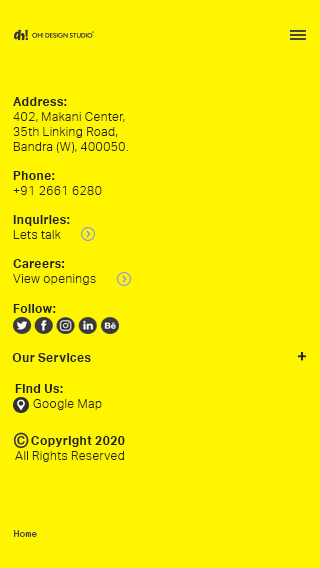 oh! OH! DESIGN STUDIO
Address:
402, Makani Center,
35th Linking Road,
Bandra (W), 400050.
Phone:
+91 2661 6280
Inquiries:
Lets talk
Careers:
View openings
Follow:
Our Services +
Find Us:
Google Map
© Copyright 2020
All Rights Reserved
Home